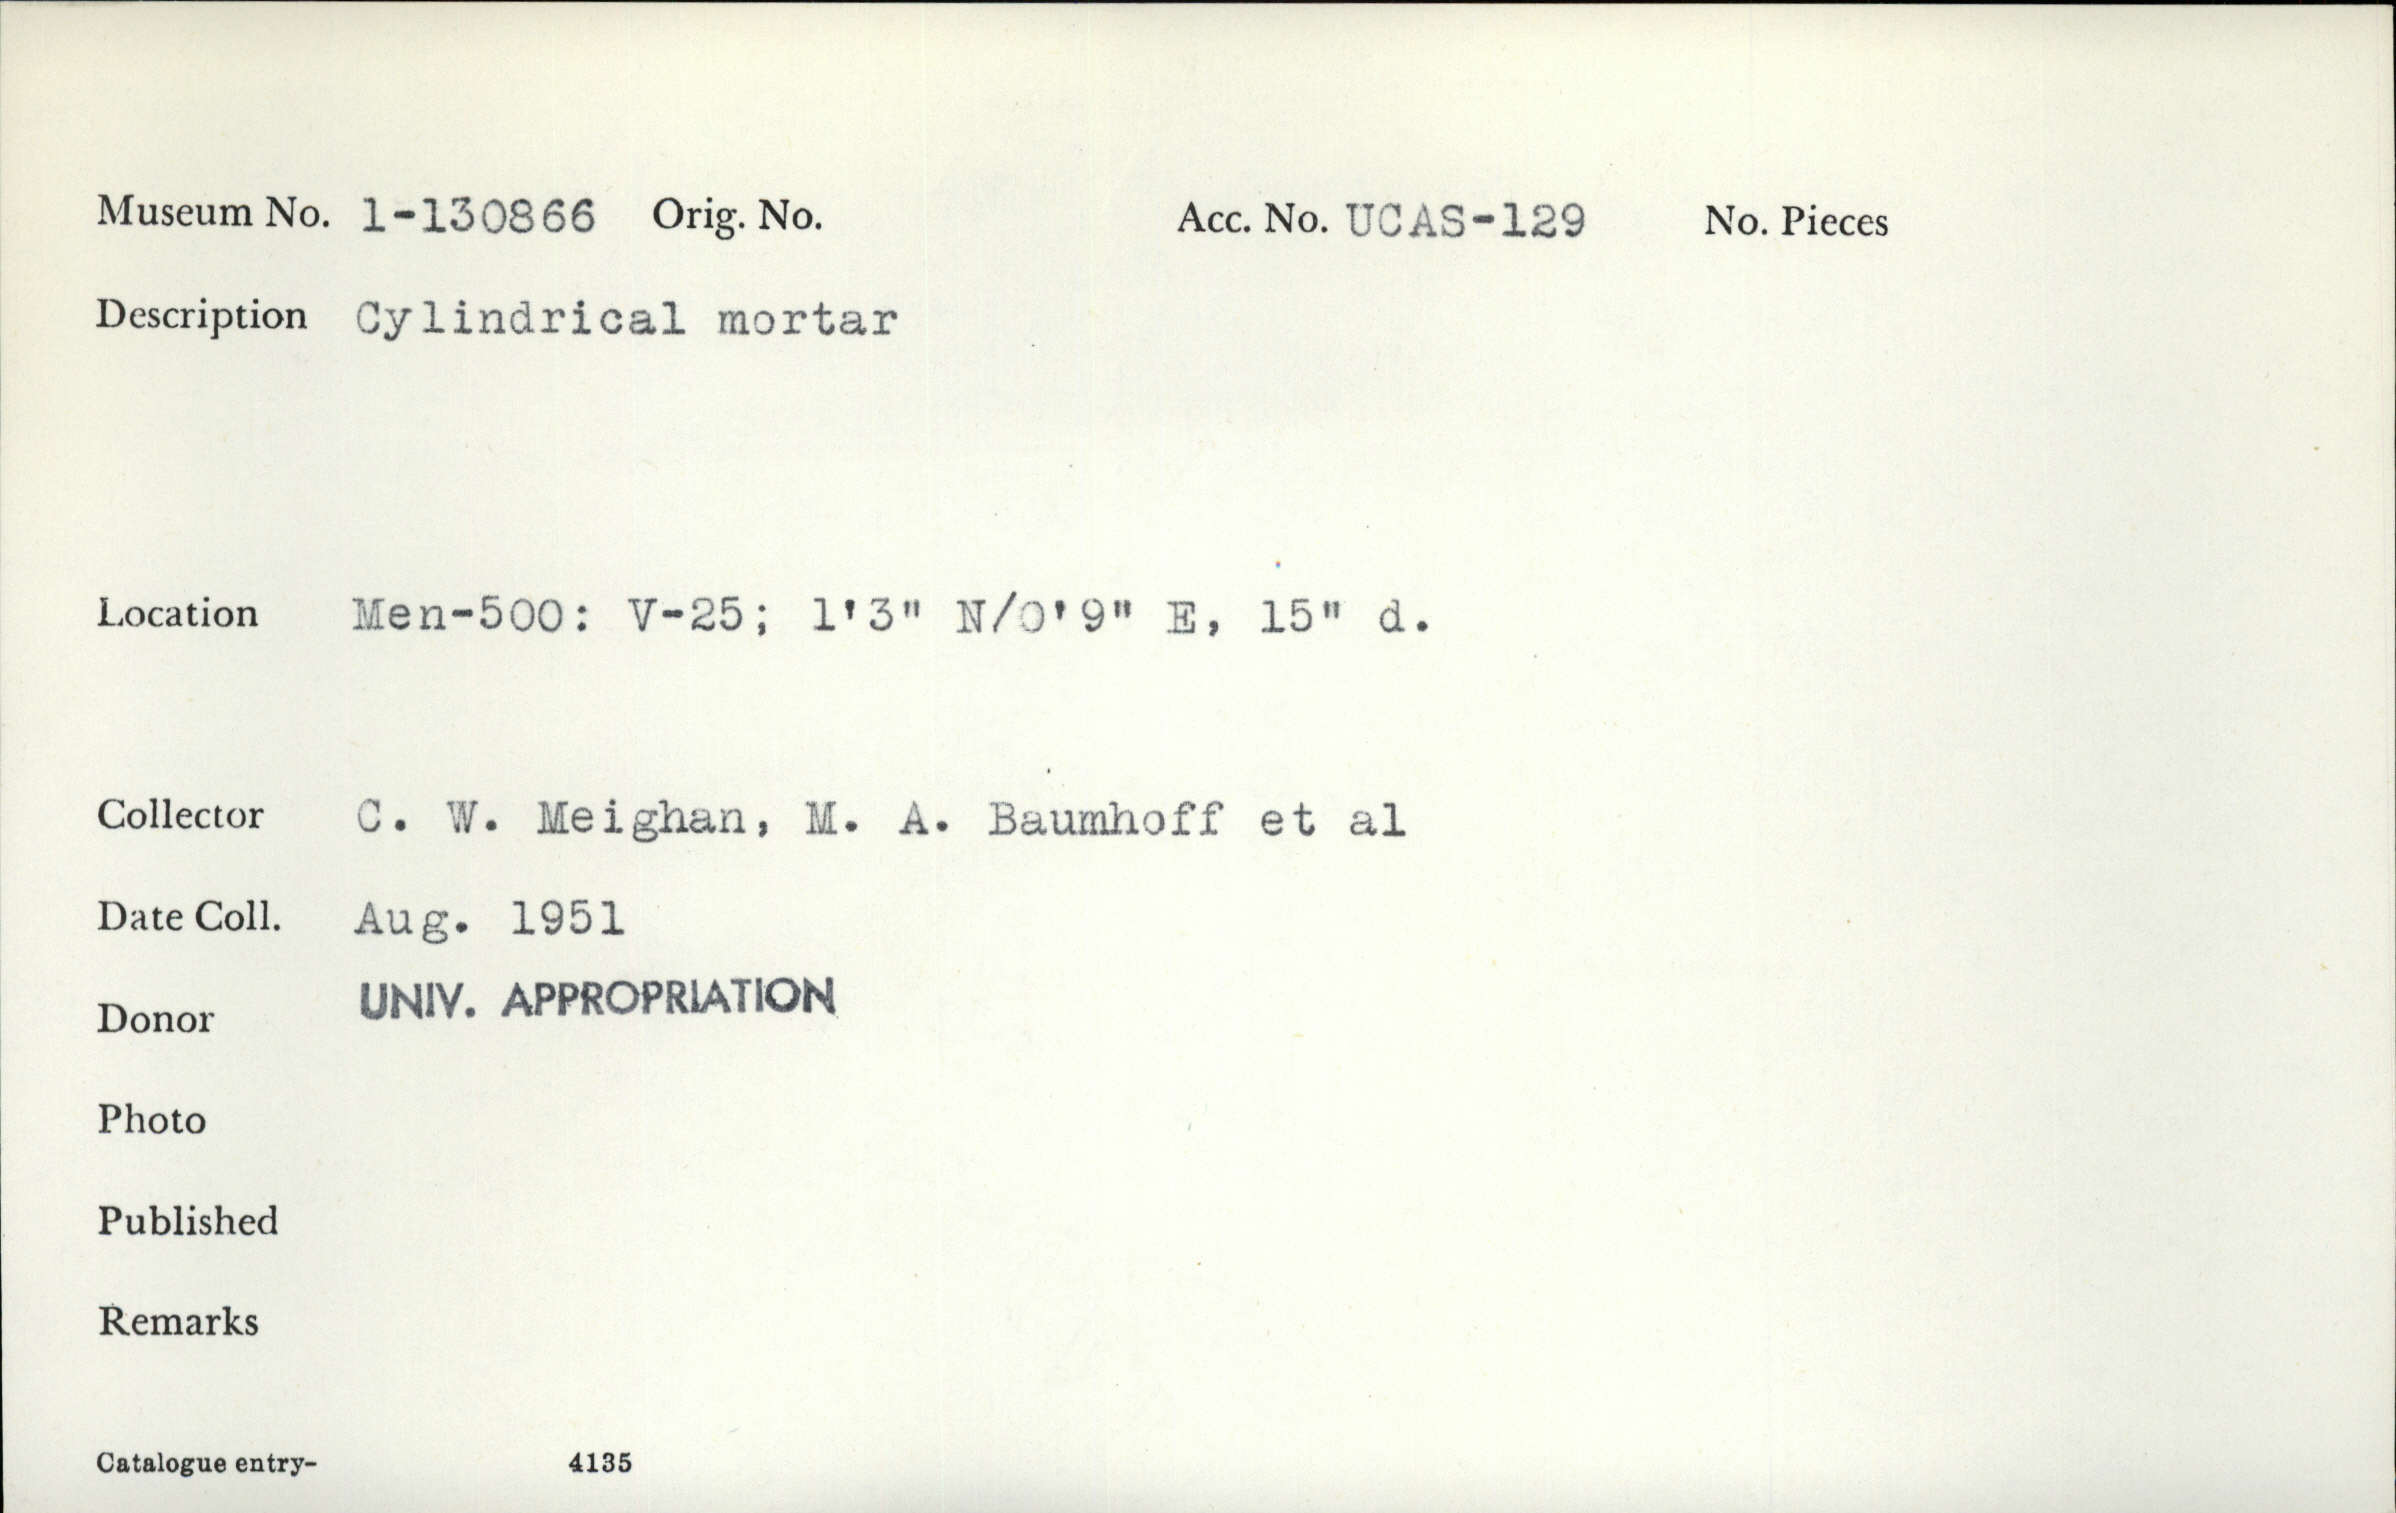 Museum No. 1-130866 Orig. No. Acc. No. UCAS-129 No. Pieces
Description Cylindrical mortar
Location Men-500: V-25; 1'3" N/0'9" E, 15" d.
Collector C. W. Meighan, M. A. Baumhoff et al
Date Coll. Aug. 1951
Donor UNIV. APPROPRIATION
Photo
Published
Remarks
Catalogue entry- 4135